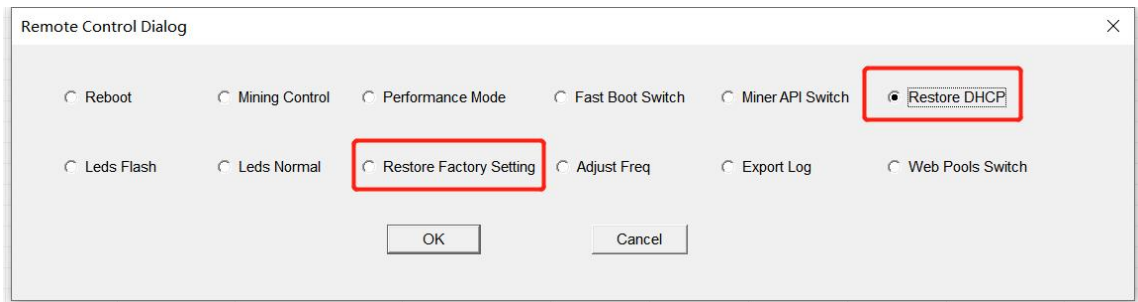 Remote Control Dialog
Reboot Mining Control Performance Mode Fast Boot Switch Miner API Switch Restore DHCP
Leds Flash Leds Normal Restore Factory Setting Adjust Freq Export Log Web Pools Switch
OK Cancel